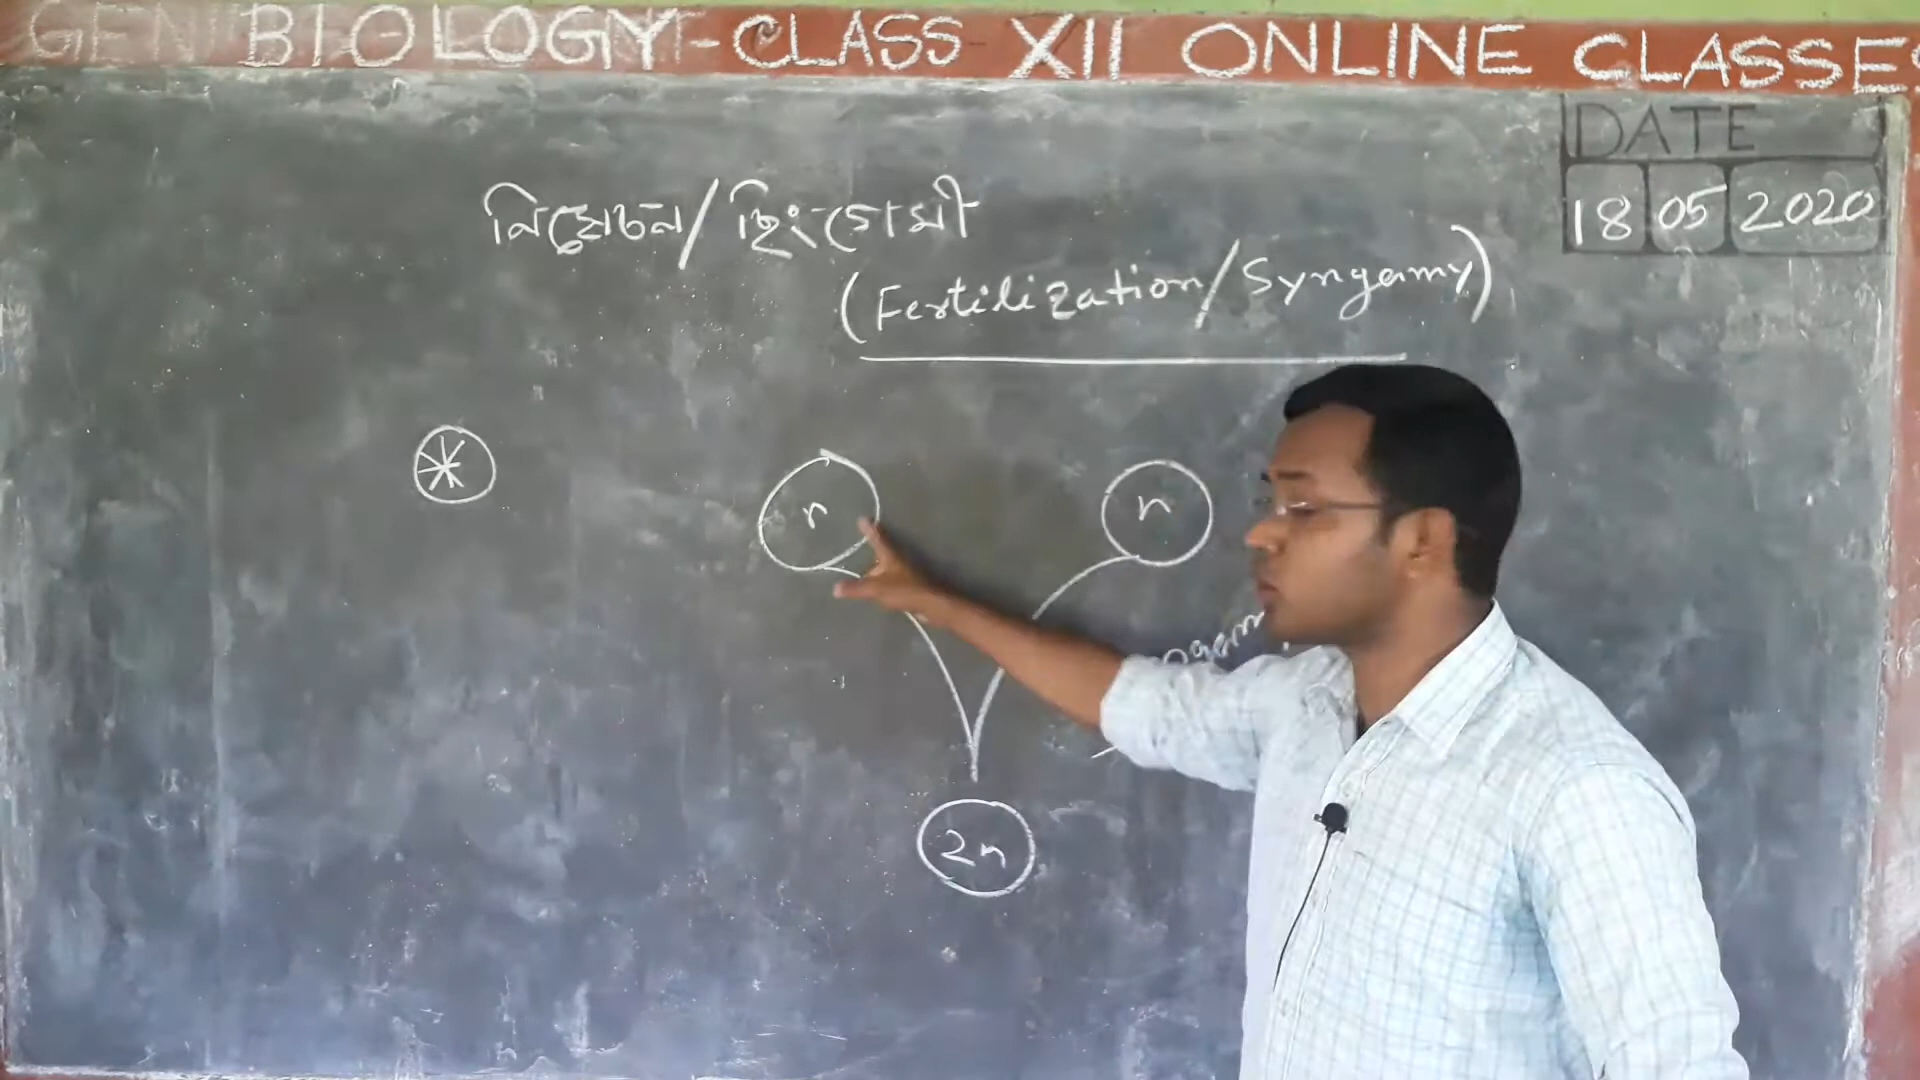 BIOLOGY-CLASS XII ONLINE CLASSES
DATE
18 05 2020
নিষেচন/ছিংগেমী
(Fertilization/Syngamy)
n n
2n